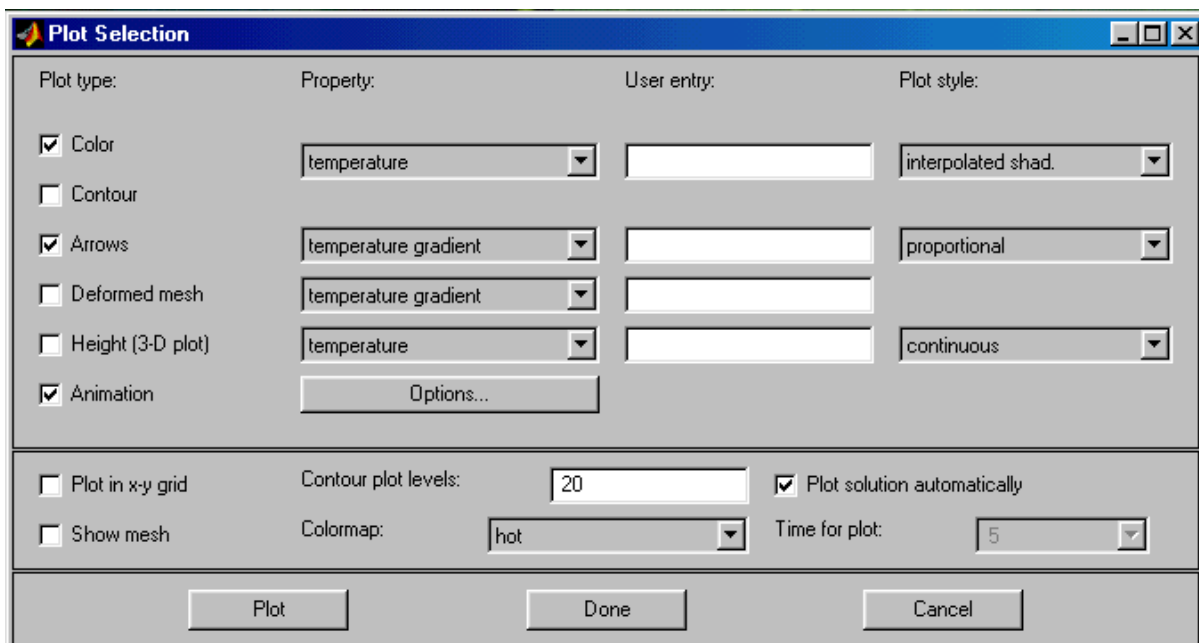 Plot Selection
Plot type: Property: User entry: Plot style:
Color temperature interpolated shad.
Contour
Arrows temperature gradient proportional
Deformed mesh temperature gradient
Height (3-D plot) temperature continuous
Animation Options...
Plot in x-y grid Contour plot levels: 20 Plot solution automatically
Show mesh Colormap: hot Time for plot: 5
Plot Done Cancel